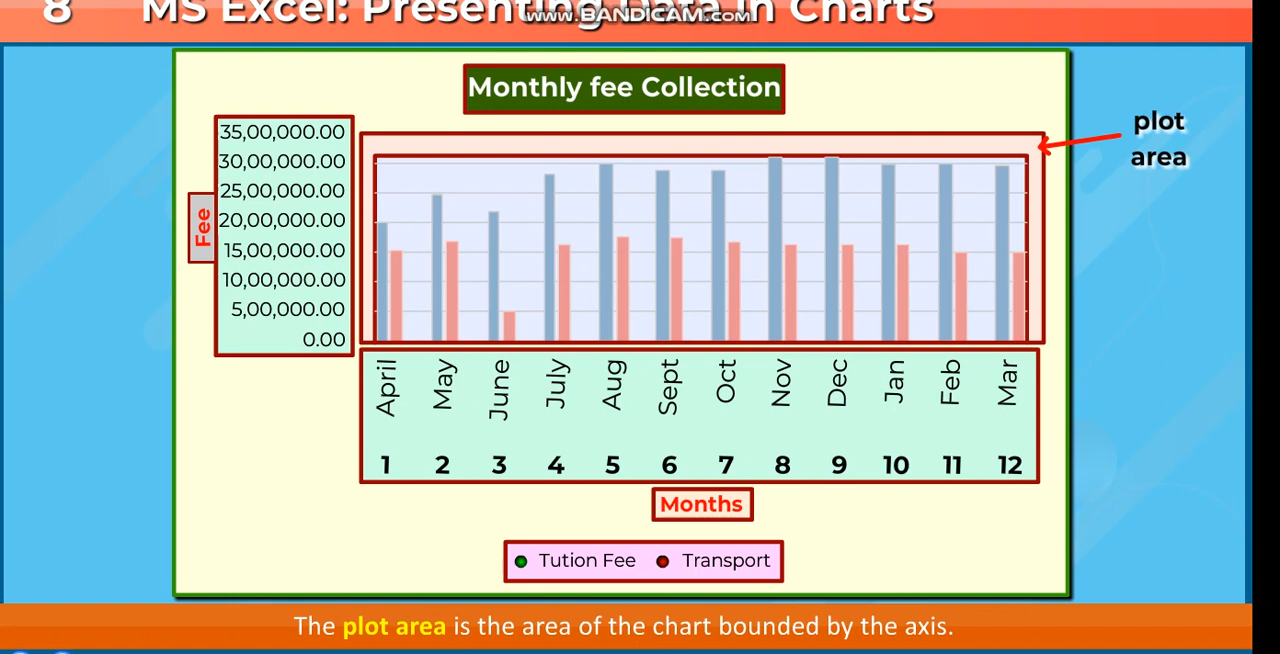 8 MS Excel: Presenting Data in Charts
www.BANDICAM.com
Monthly fee Collection
plot
area
35,00,000.00
30,00,000.00
25,00,000.00
20,00,000.00
15,00,000.00
10,00,000.00
5,00,000.00
0.00
Fee
April May June July Aug Sept Oct Nov Dec Jan Feb Mar
1 2 3 4 5 6 7 8 9 10 11 12
Months
Tution Fee Transport
The plot area is the area of the chart bounded by the axis.